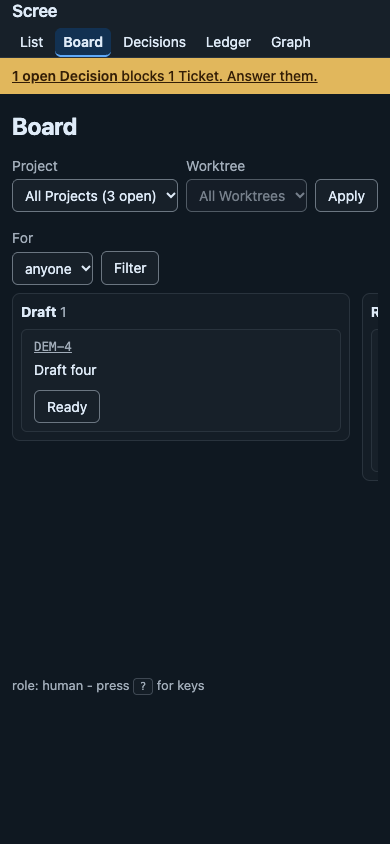 Scree
List Board Decisions Ledger Graph
1 open Decision blocks 1 Ticket. Answer them.
Board
Project Worktree
All Projects (3 open) All Worktrees Apply
For
anyone Filter
Draft 1
DEM-4
Draft four
Ready
role: human - press ? for keys